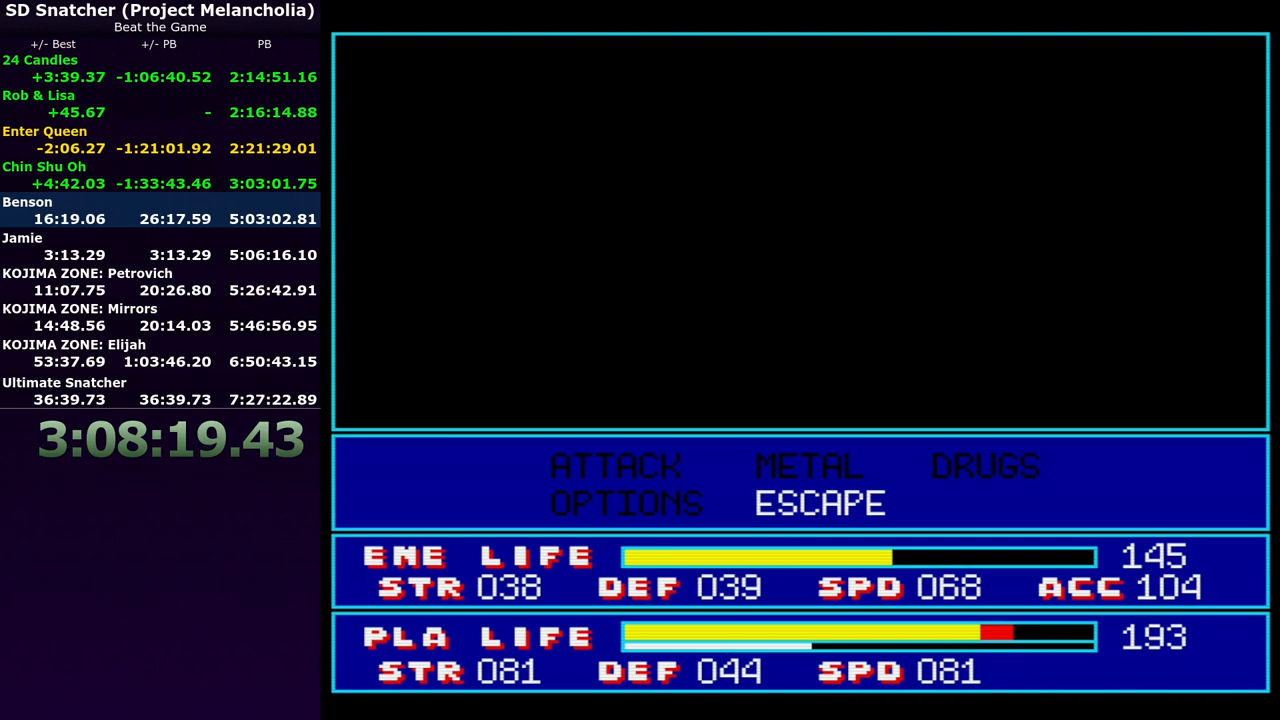 SD Snatcher (Project Melancholia)
Beat the Game
+/- Best +/- PB PB
24 Candles
+3:39.37 -1:06:40.52 2:14:51.16
Rob & Lisa
+45.67 - 2:16:14.88
Enter Queen
-2:06.27 -1:21:01.92 2:21:29.01
Chin Shu Oh
+4:42.03 -1:33:43.46 3:03:01.75
Benson
16:19.06 26:17.59 5:03:02.81
Jamie
3:13.29 3:13.29 5:06:16.10
KOJIMA ZONE: Petrovich
11:07.75 20:26.80 5:26:42.91
KOJIMA ZONE: Mirrors
14:48.56 20:14.03 5:46:56.95
KOJIMA ZONE: Elijah
53:37.69 1:03:46.20 6:50:43.15
Ultimate Snatcher
36:39.73 36:39.73 7:27:22.89
3:08:19.43
ATTACK METAL DRUGS
OPTIONS ESCAPE
ENE LIFE 145
STR 038 DEF 039 SPD 068 ACC 104
PLA LIFE 193
STR 081 DEF 044 SPD 081